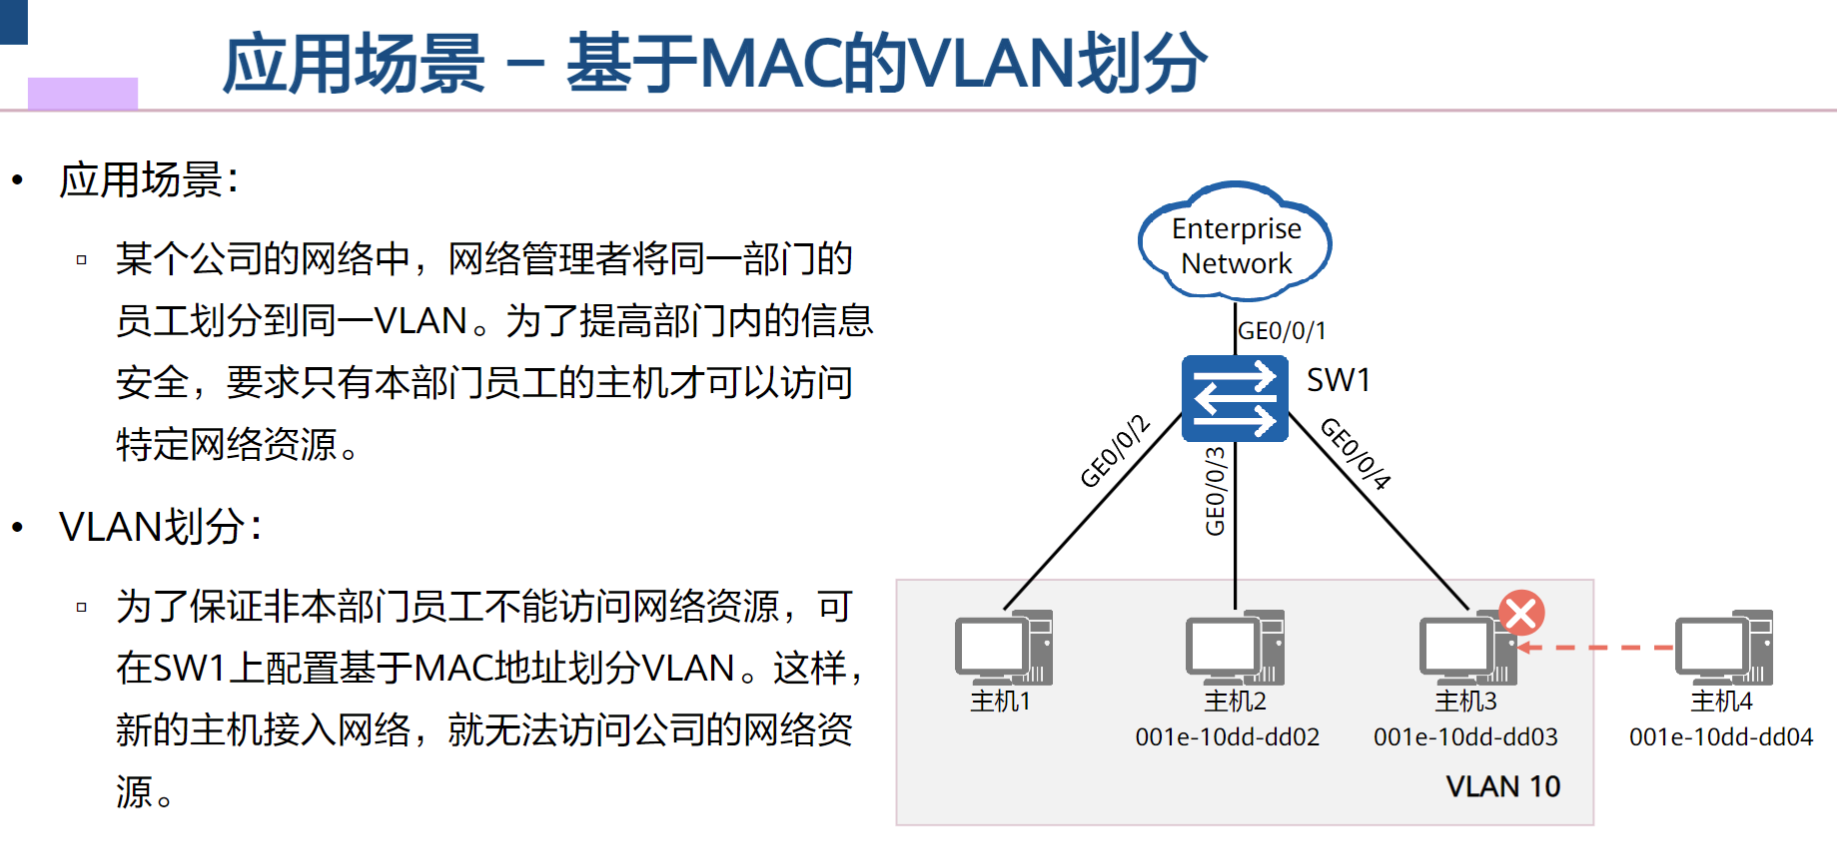 应用场景 – 基于MAC的VLAN划分
• 应用场景：
▫ 某个公司的网络中，网络管理者将同一部门的
员工划分到同一VLAN。为了提高部门内的信息
安全，要求只有本部门员工的主机才可以访问
特定网络资源。
• VLAN划分：
▫ 为了保证非本部门员工不能访问网络资源，可
在SW1上配置基于MAC地址划分VLAN。这样，
新的主机接入网络，就无法访问公司的网络资
源。
Enterprise
Network
GE0/0/1
SW1
GE0/0/2
GE0/0/3
GE0/0/4
主机1
主机2
主机3
主机4
001e-10dd-dd02
001e-10dd-dd03
001e-10dd-dd04
VLAN 10